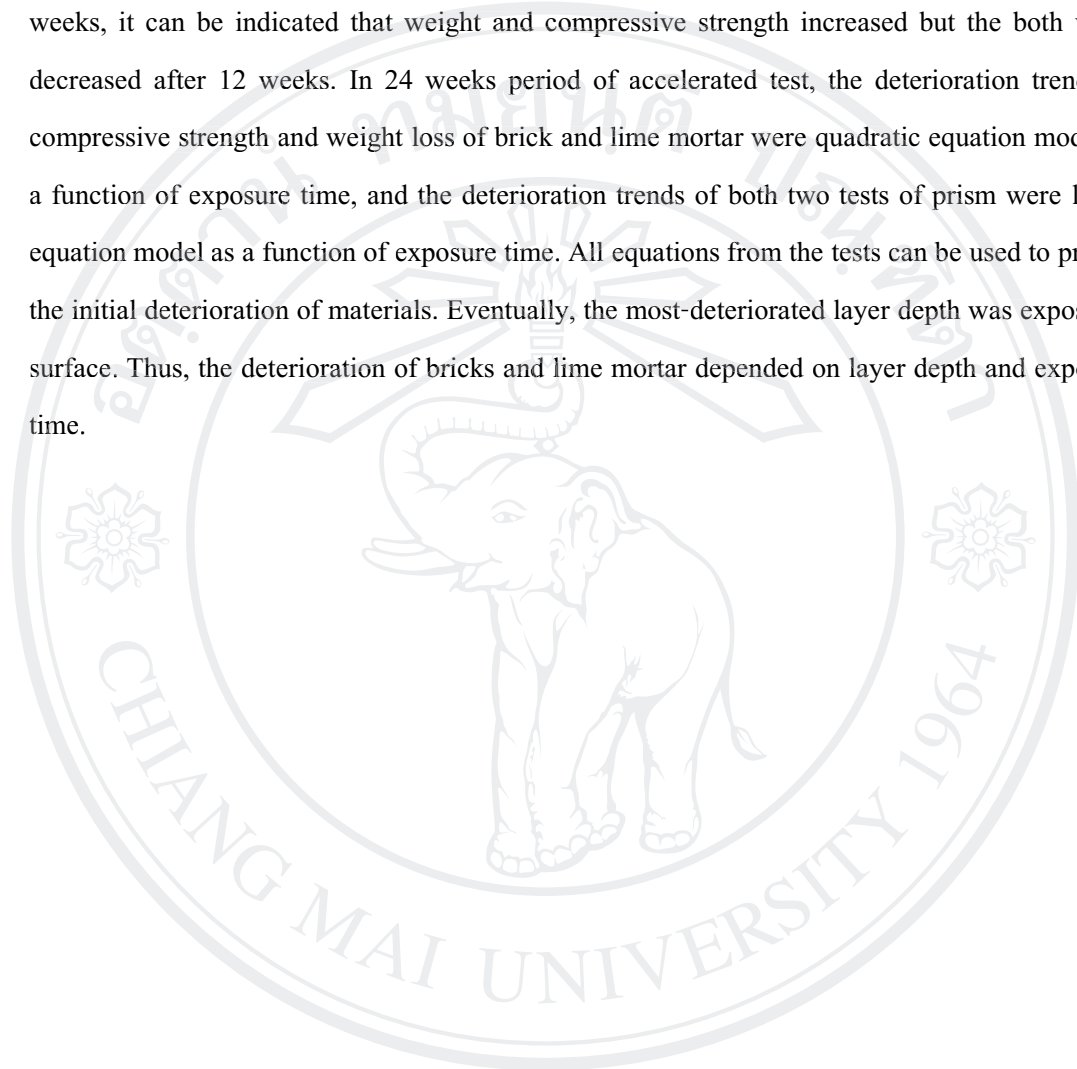 weeks, it can be indicated that weight and compressive strength increased but the both
decreased after 12 weeks. In 24 weeks period of accelerated test, the deterioration
compressive strength and weight loss of brick and lime mortar were quadratic equation
a function of exposure time, and the deterioration trends of both two tests of prism were
equation model as a function of exposure time. All equations from the tests can be used to
the initial deterioration of materials. Eventually, the most-deteriorated layer depth was
surface. Thus, the deterioration of bricks and lime mortar depended on layer depth and
time.
CHIANG MAI UNIVERSITY 1964